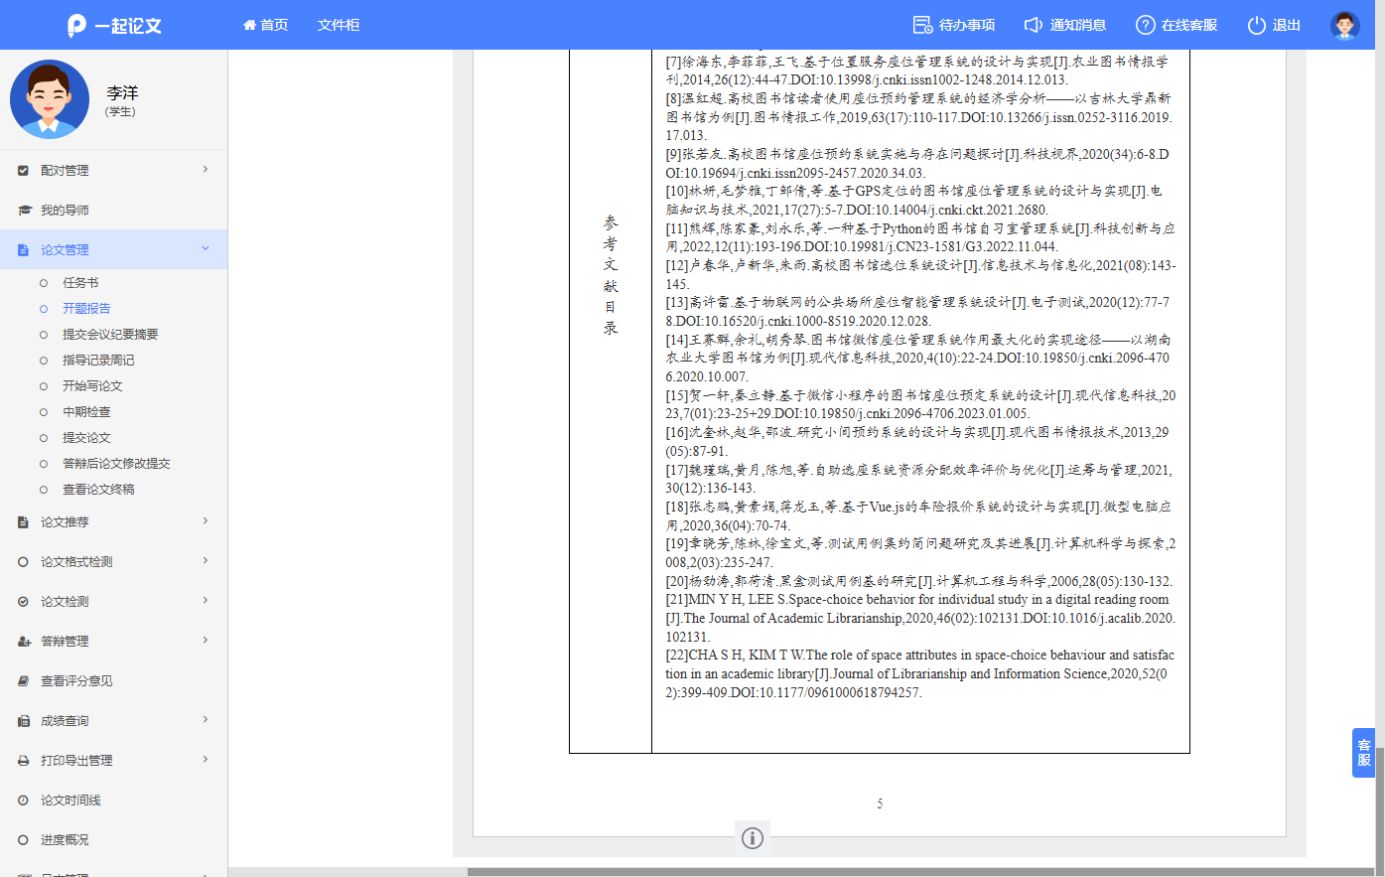 一起论文
首页 文件柜
待办事项 通知消息 在线客服 退出
李洋
(学生)
配对管理
我的导师
论文管理
任务书
开题报告
提交会议纪要摘要
指导记录周记
开始写论文
中期检查
提交论文
答辩后论文修改提交
查看论文终稿
论文推荐
论文格式检测
论文检测
答辩管理
查看评分意见
成绩查询
打印导出管理
论文时间线
进度概况
参
考
文
献
目
录
[7]徐海东,李菲菲,王飞.基于位置服务座位管理系统的设计与实现[J].农业图书情报学
刊,2014,26(12):44-47.DOI:10.13998/j.cnki.issn1002-1248.2014.12.013.
[8]温红超.高校图书馆读者使用座位预约管理系统的经济学分析——以吉林大学鼎新
图书馆为例[J].图书情报工作,2019,63(17):110-117.DOI:10.13266/j.issn.0252-3116.2019.
17.013.
[9]张若友.高校图书馆座位预约系统实施与存在问题探讨[J].科技视界,2020(34):6-8.D
OI:10.19694/j.cnki.issn2095-2457.2020.34.03.
[10]林妍,毛梦雅,丁邹倩,等.基于GPS定位的图书馆座位管理系统的设计与实现[J].电
脑知识与技术,2021,17(27):5-7.DOI:10.14004/j.cnki.ckt.2021.2680.
[11]熊辉,陈家豪,刘永乐,等.一种基于Python的图书馆自习室管理系统[J].科技创新与应
用,2022,12(11):193-196.DOI:10.19981/j.CN23-1581/G3.2022.11.044.
[12]卢春华,卢新华,朱雨.高校图书馆选位系统设计[J].信息技术与信息化,2021(08):143-
145.
[13]高许雷.基于物联网的公共场所座位智能管理系统设计[J].电子测试,2020(12):77-7
8.DOI:10.16520/j.cnki.1000-8519.2020.12.028.
[14]王赛群,余礼,胡秀琴.图书馆微信座位管理系统作用最大化的实现途径——以湖南
农业大学图书馆为例[J].现代信息科技,2020,4(10):22-24.DOI:10.19850/j.cnki.2096-470
6.2020.10.007.
[15]贺一轩,秦立静.基于微信小程序的图书馆座位预定系统的设计[J].现代信息科技,20
23,7(01):23-25+29.DOI:10.19850/j.cnki.2096-4706.2023.01.005.
[16]沈奎林,赵华,邵波.研究小间预约系统的设计与实现[J].现代图书情报技术,2013,29
(05):87-91.
[17]魏瑾瑞,黄月,陈旭,等.自助选座系统资源分配效率评价与优化[J].运筹与管理,2021,
30(12):136-143.
[18]张志鹏,黄素娟,蒋龙玉,等.基于Vue.js的车险报价系统的设计与实现[J].微型电脑应
用,2020,36(04):70-74.
[19]章晓芳,陈林,徐宝文,等.测试用例集约简问题研究及其进展[J].计算机科学与探索,2
008,2(03):235-247.
[20]杨劲涛,郭荷清.黑盒测试用例基的研究[J].计算机工程与科学,2006,28(05):130-132.
[21]MIN Y H, LEE S.Space-choice behavior for individual study in a digital reading room
[J].The Journal of Academic Librarianship,2020,46(02):102131.DOI:10.1016/j.acalib.2020.
102131.
[22]CHA S H, KIM T W.The role of space attributes in space-choice behaviour and satisfac
tion in an academic library[J].Journal of Librarianship and Information Science,2020,52(0
2):399-409.DOI:10.1177/0961000618794257.
5
客
服